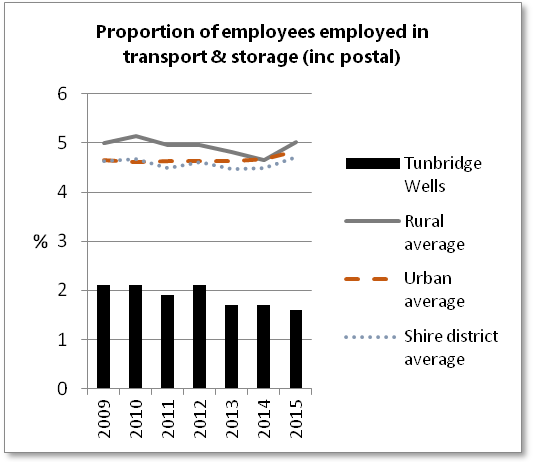 Proportion of employees employed in
transport & storage (inc postal)
6
5
4
3
2
1
0
%
2009
2010
2011
2012
2013
2014
2015
Tunbridge
Wells
Rural
average
Urban
average
Shire district
average